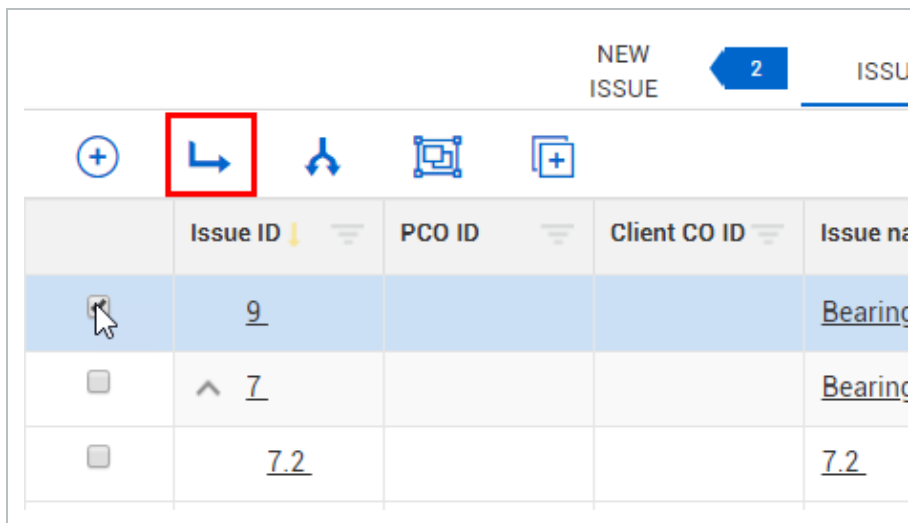 NEW
ISSUE
2
ISSU
Issue ID PCO ID Client CO ID Issue na
9 Bearing
7 Bearing
7.2 7.2